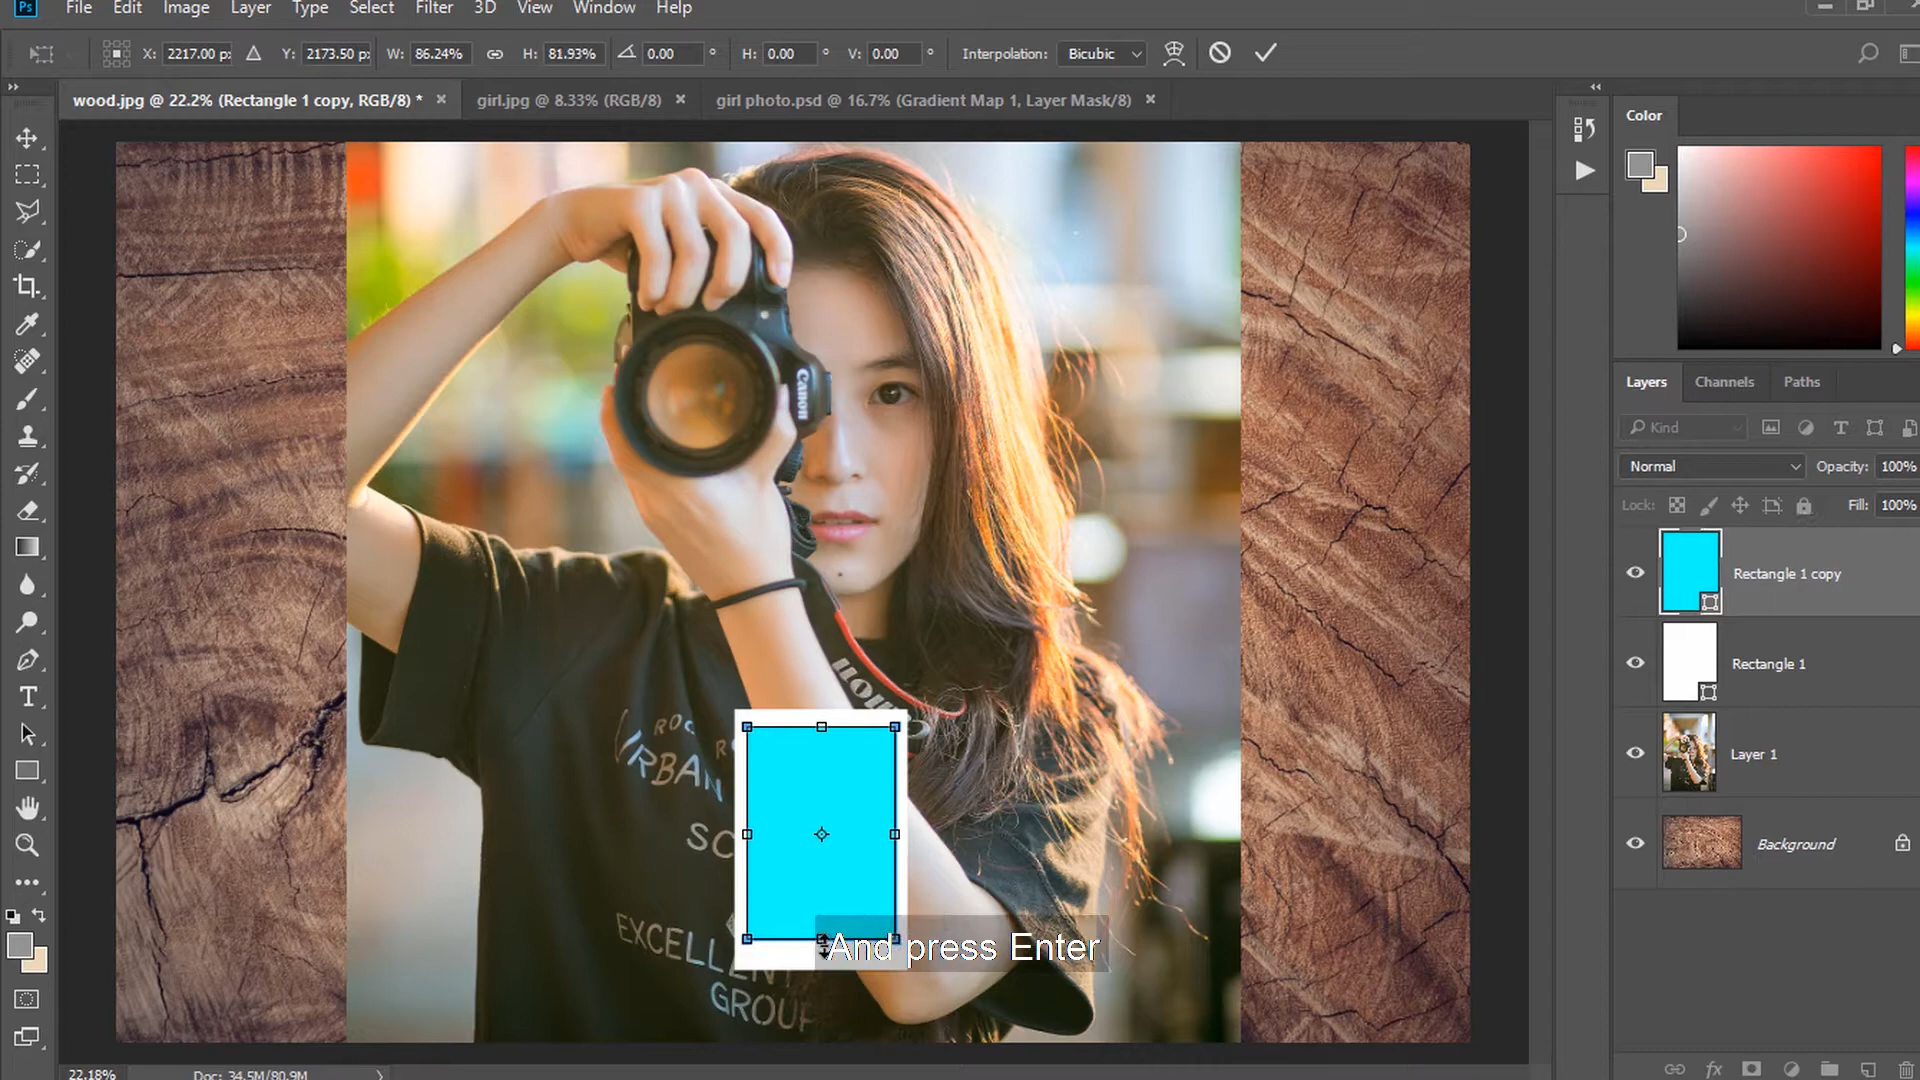 Ps File Edit Image Layer Type Select Filter 3D View Window Help
X: 2217.00 px Y: 2173.50 px W: 86.24% H: 81.93% 0.00 ° H: 0.00 ° V: 0.00 ° Interpolation: Bicubic
wood.jpg @ 22.2% (Rectangle 1 copy, RGB/8) * × girl.jpg @ 8.33% (RGB/8) × girl photo.psd @ 16.7% (Gradient Map 1, Layer Mask/8) ×
Color
Canon
Layers Channels Paths
Kind
Normal Opacity: 100%
Lock: Fill: 100%
Rectangle 1 copy
Rectangle 1
Layer 1
Background
URBAN
SC
And press Enter
GROUP
22.18% Doc: 34.5M/80.9M